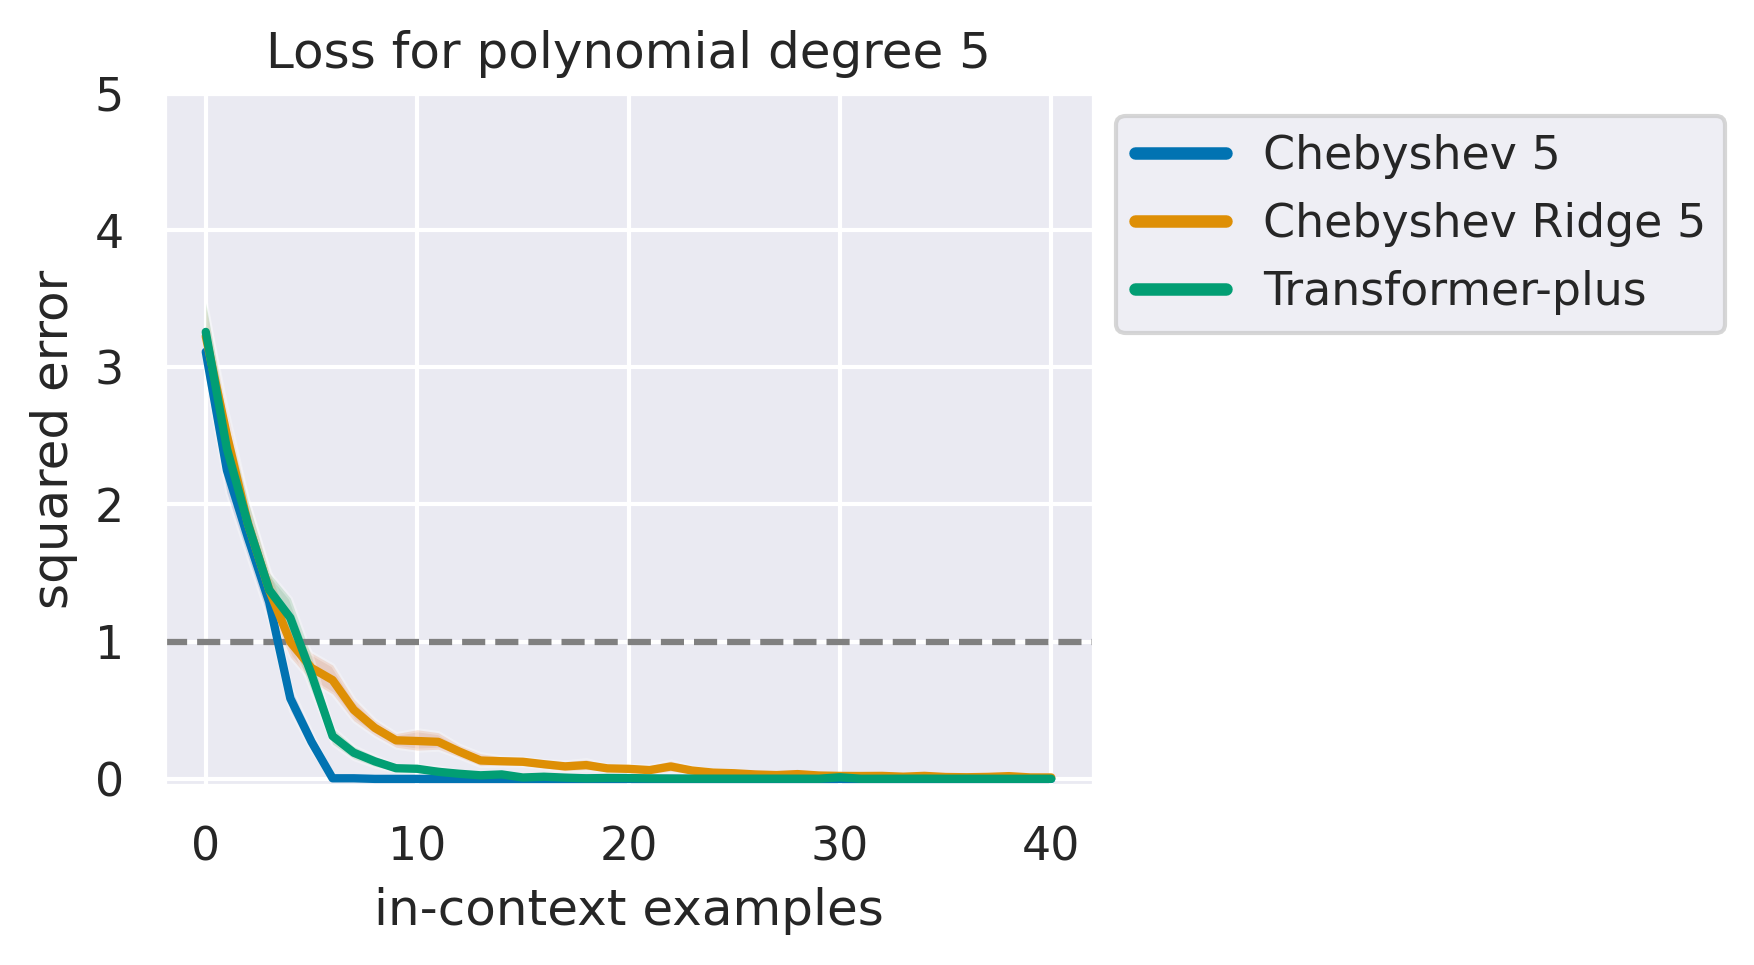 Loss for polynomial degree 5
5
4
3
2
1
0
squared error
0 10 20 30 40
in-context examples
Chebyshev 5
Chebyshev Ridge 5
Transformer-plus